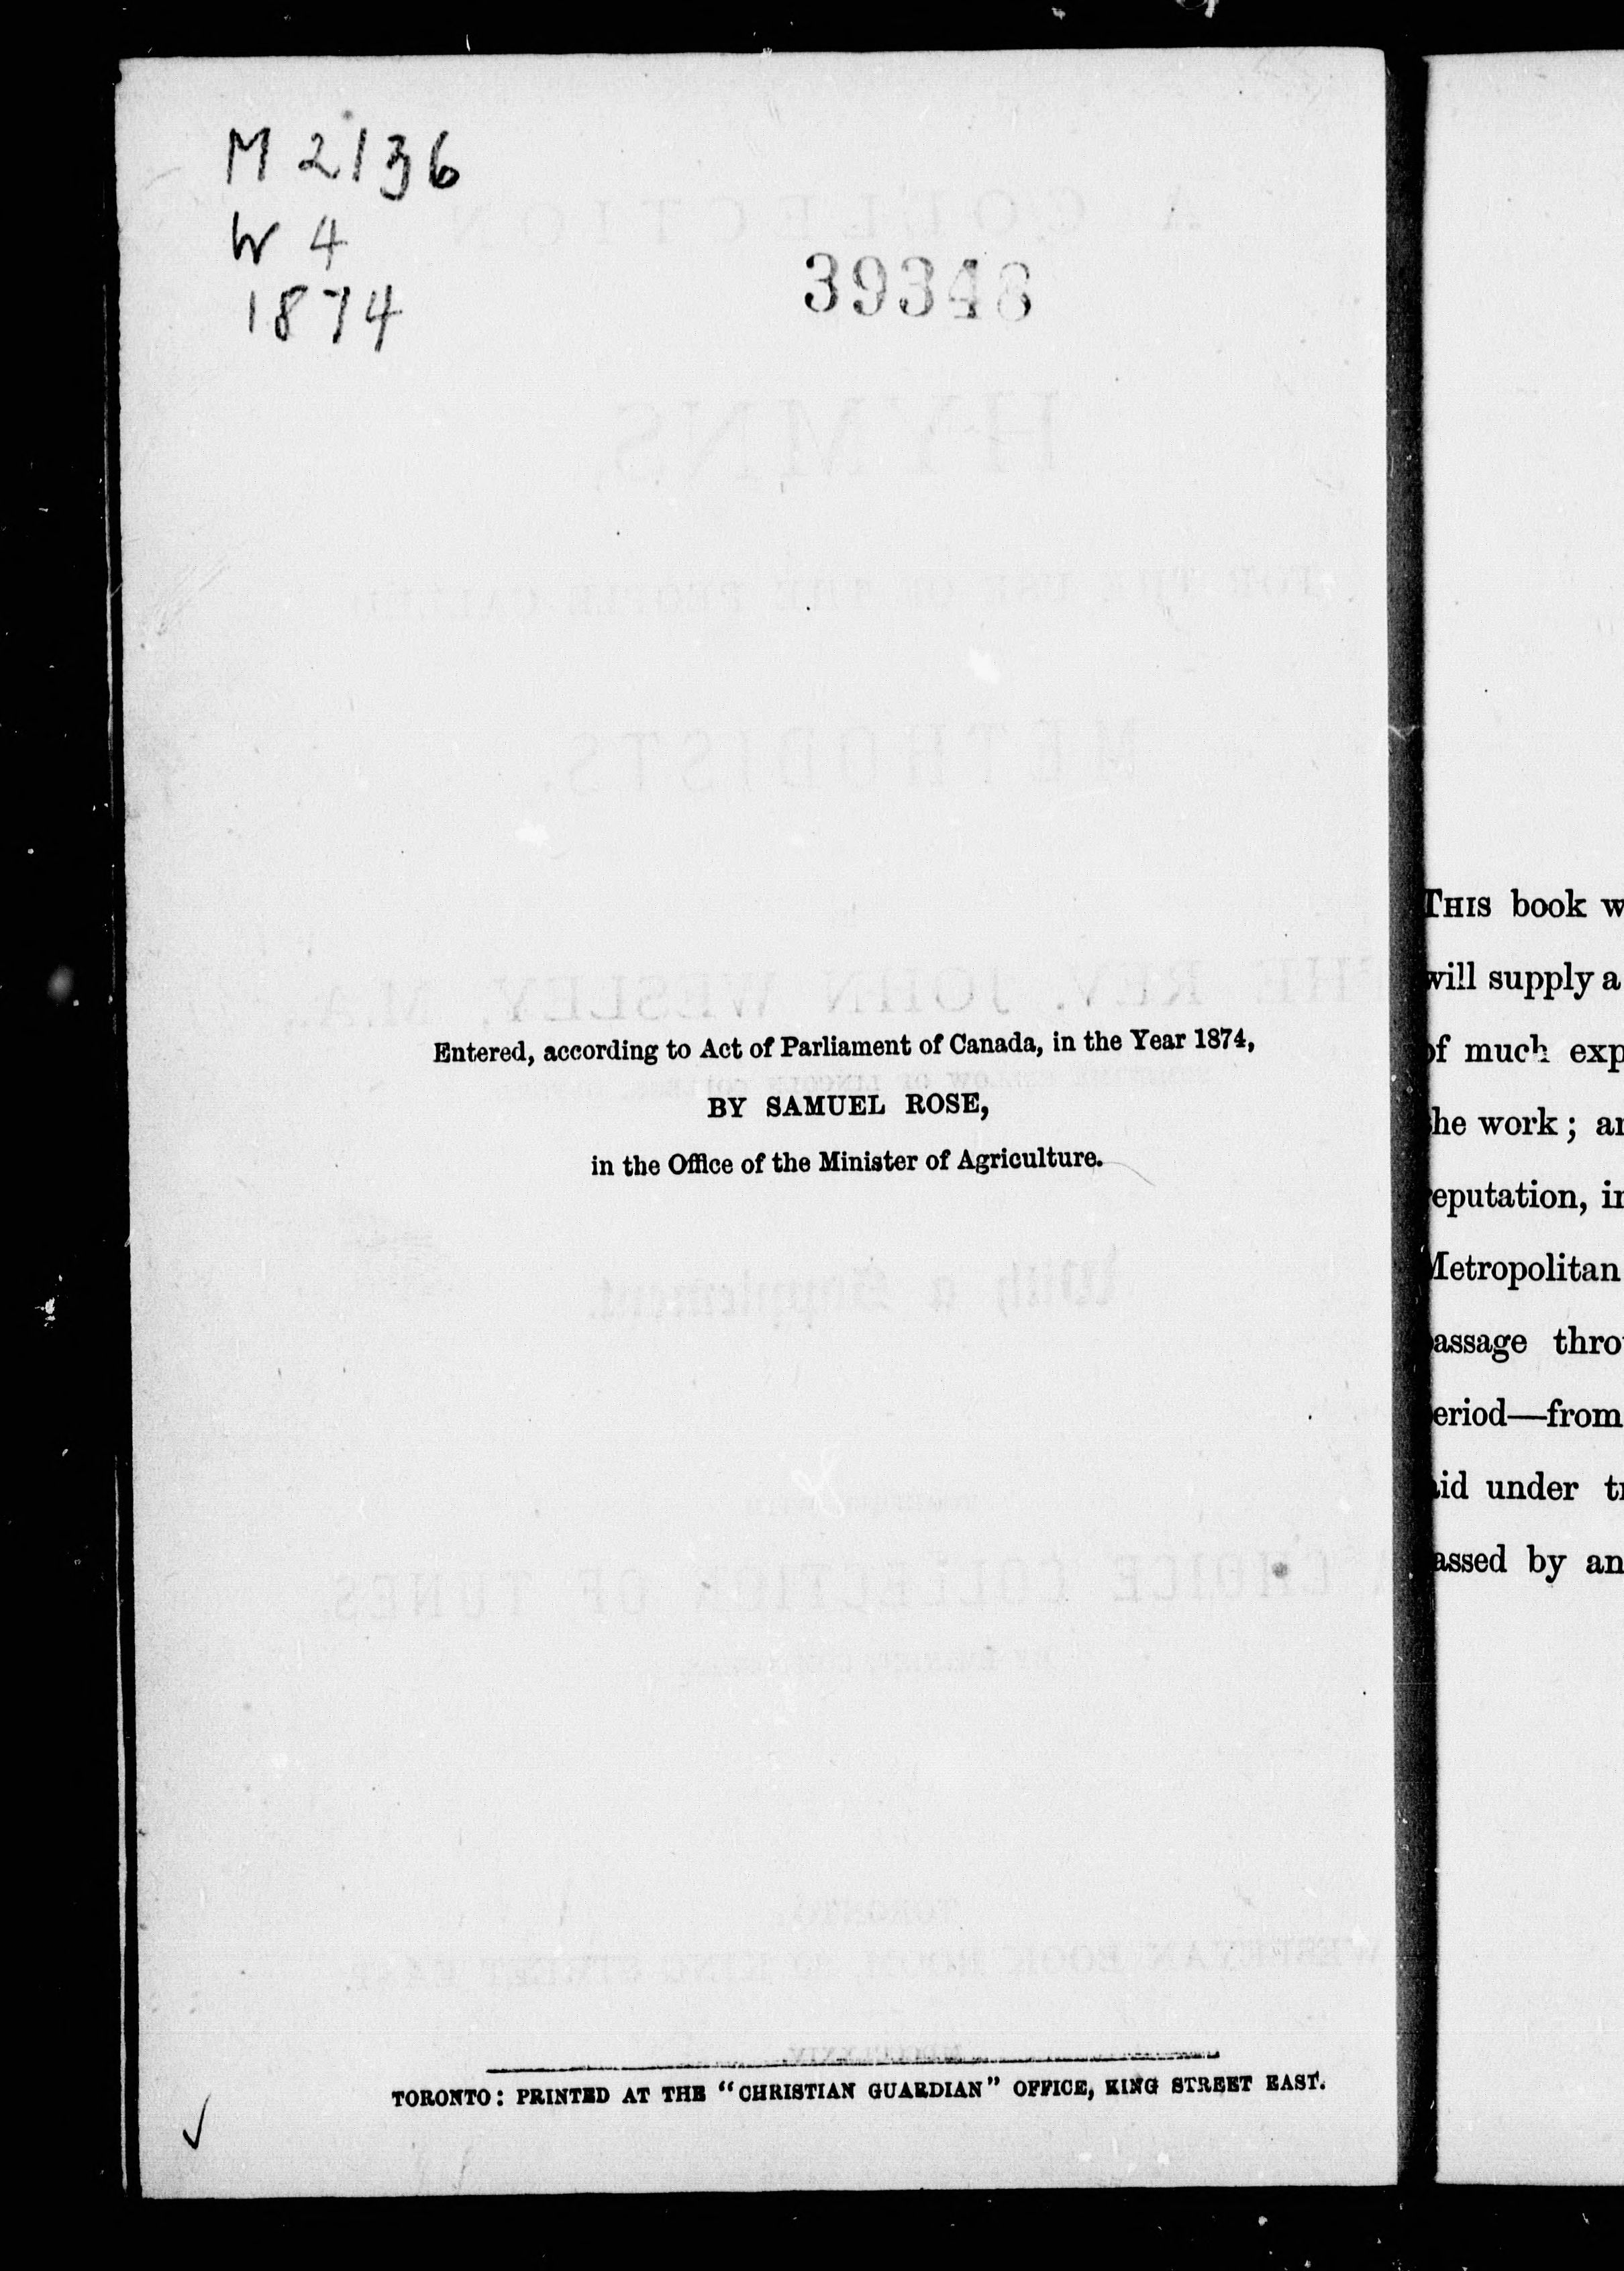 M 2136
W 4
1874
39348
Entered, according to Act of Parliament of Canada, in the Year 1874,
BY SAMUEL ROSE,
in the Office of the Minister of Agriculture.
TORONTO: PRINTED AT THE "CHRISTIAN GUARDIAN" OFFICE, KING STREET EAST.
THIS book w
will supply a
of much exp
he work; an
eputation, in
Metropolitan
assage thro
eriod—from
aid under tr
assed by an